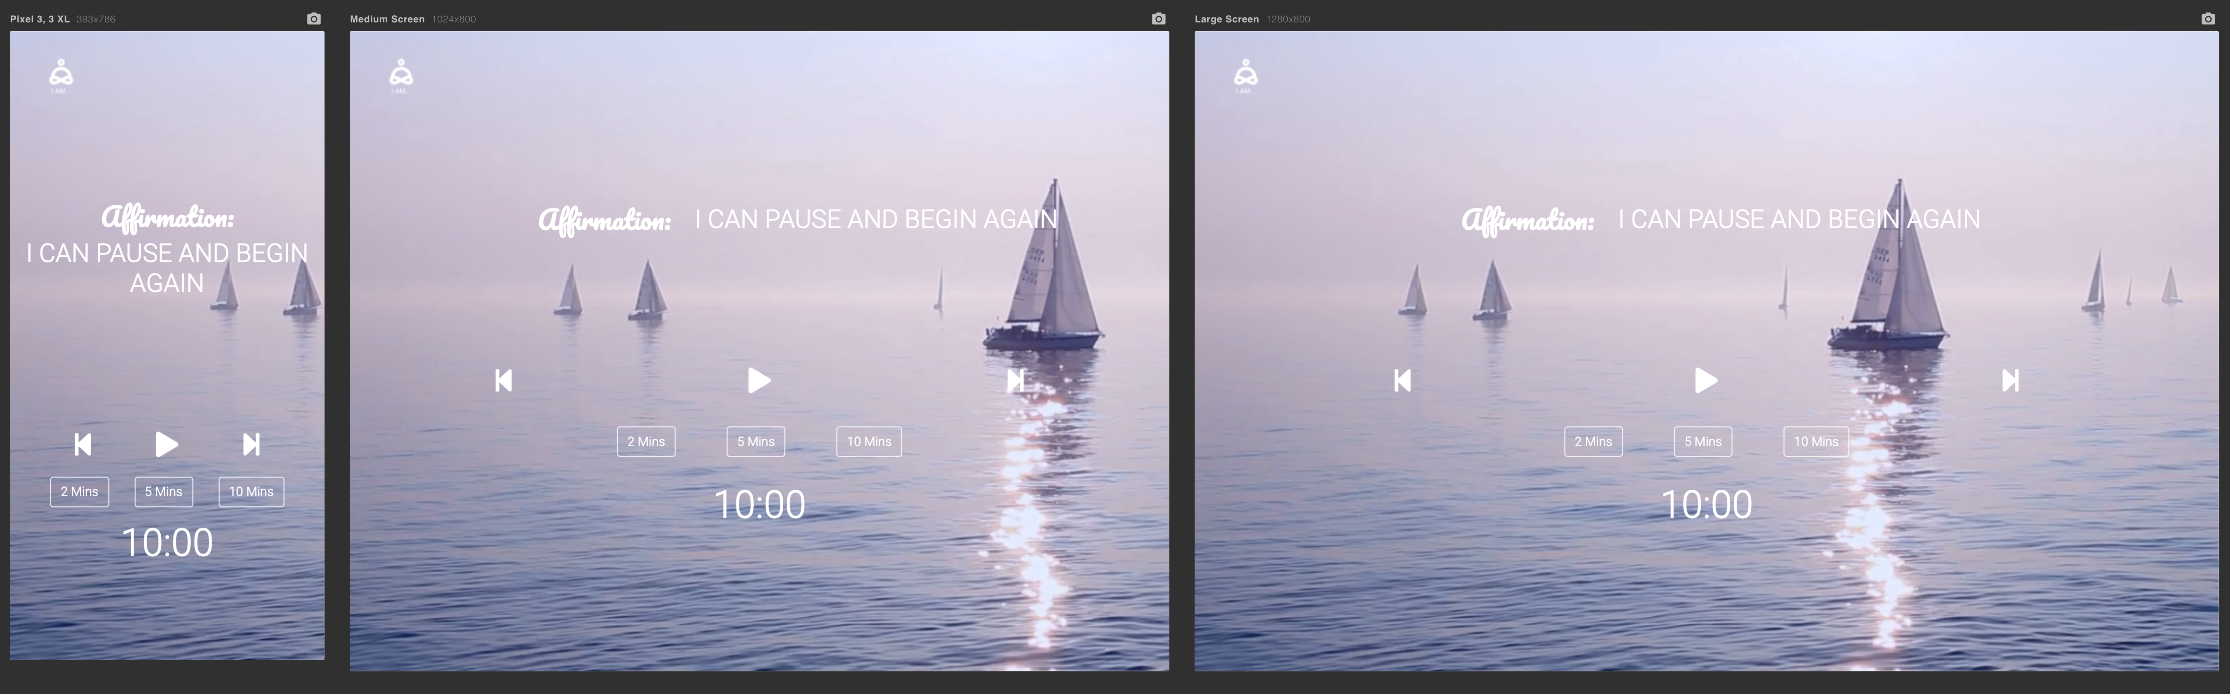 Pixel 3, 3 XL 393x786
I AM...
Affirmation:
I CAN PAUSE AND BEGIN
AGAIN
2 Mins 5 Mins 10 Mins
10:00
Medium Screen 1024x800
I AM...
Affirmation: I CAN PAUSE AND BEGIN AGAIN
2 Mins 5 Mins 10 Mins
10:00
Large Screen 1280x800
I AM...
Affirmation: I CAN PAUSE AND BEGIN AGAIN
2 Mins 5 Mins 10 Mins
10:00